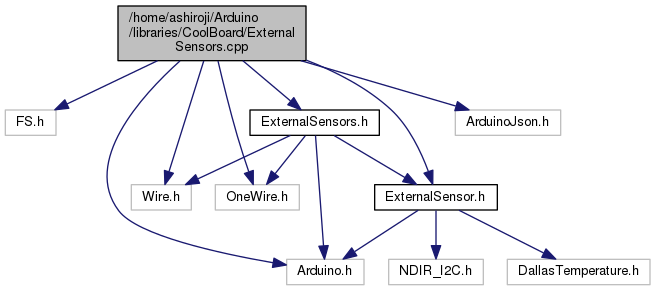 /home/ashiroji/Arduino
/libraries/CoolBoard/External
Sensors.cpp
FS.h
ExternalSensors.h
ArduinoJson.h
Wire.h
OneWire.h
ExternalSensor.h
Arduino.h
NDIR_I2C.h
DallasTemperature.h